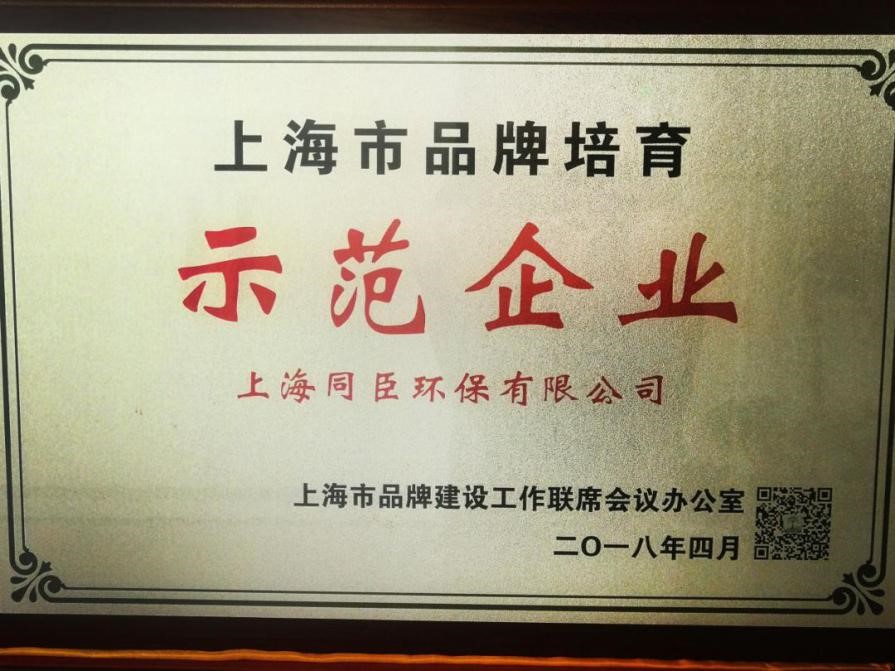 上海市品牌培育
示范企业
上海同臣环保有限公司
上海市品牌建设工作联席会议办公室
二O一八年四月